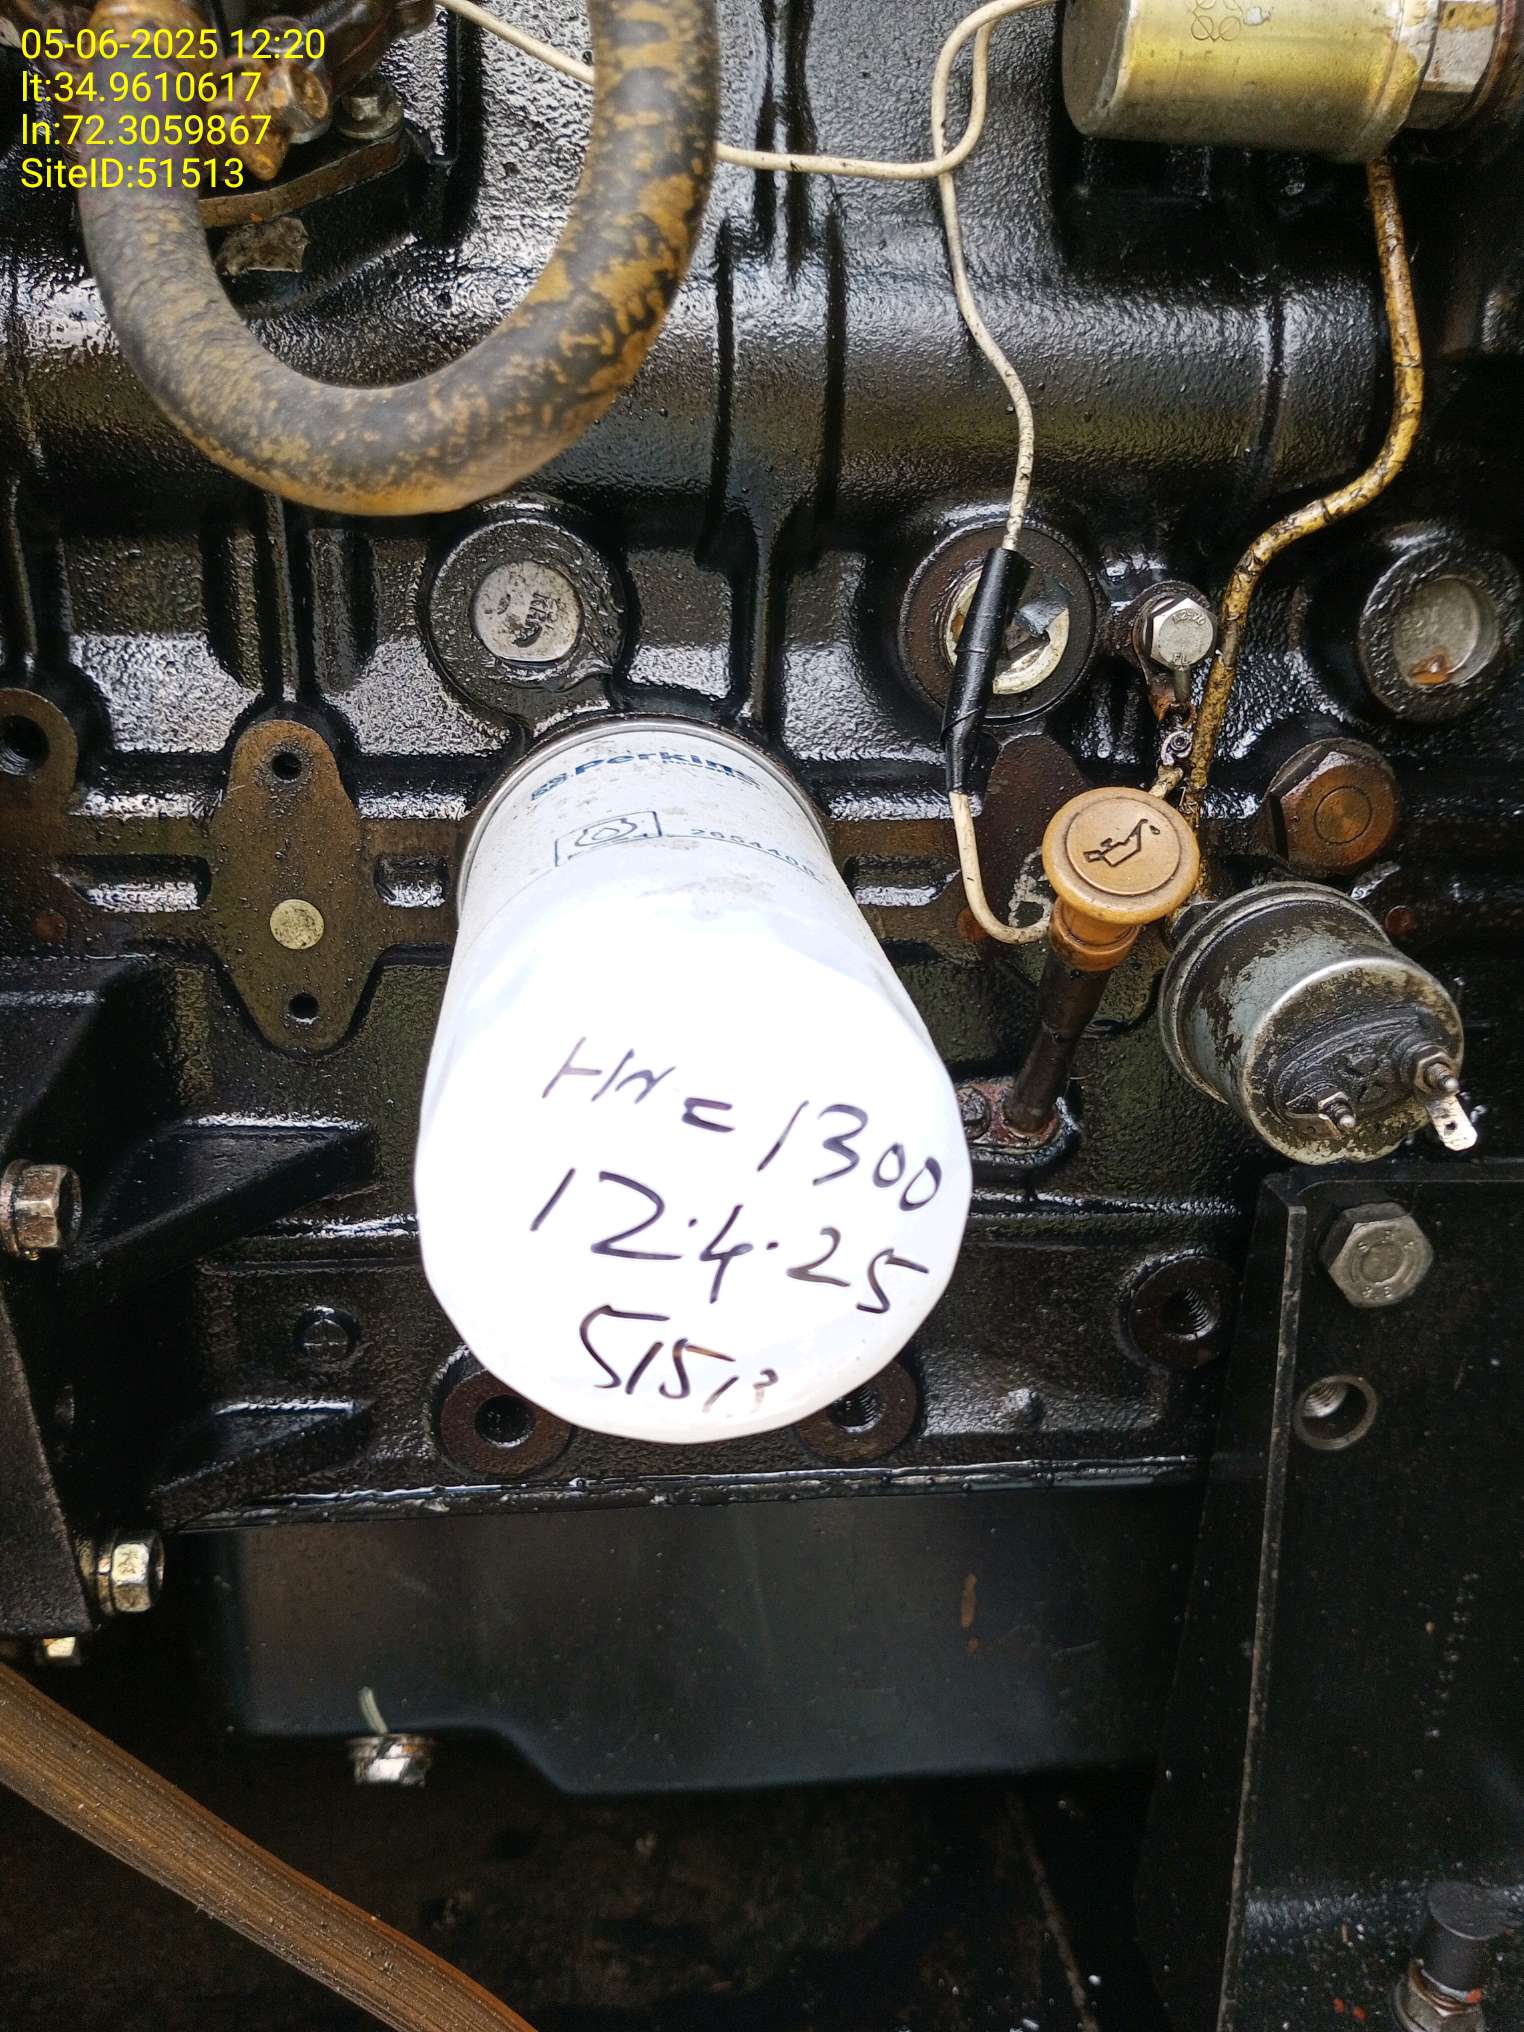 05-06-2025 12:20
lt:34.9610617
ln:72.3059867
SiteID:51513
Perkins
Hr = 1300
12.4.25
51513